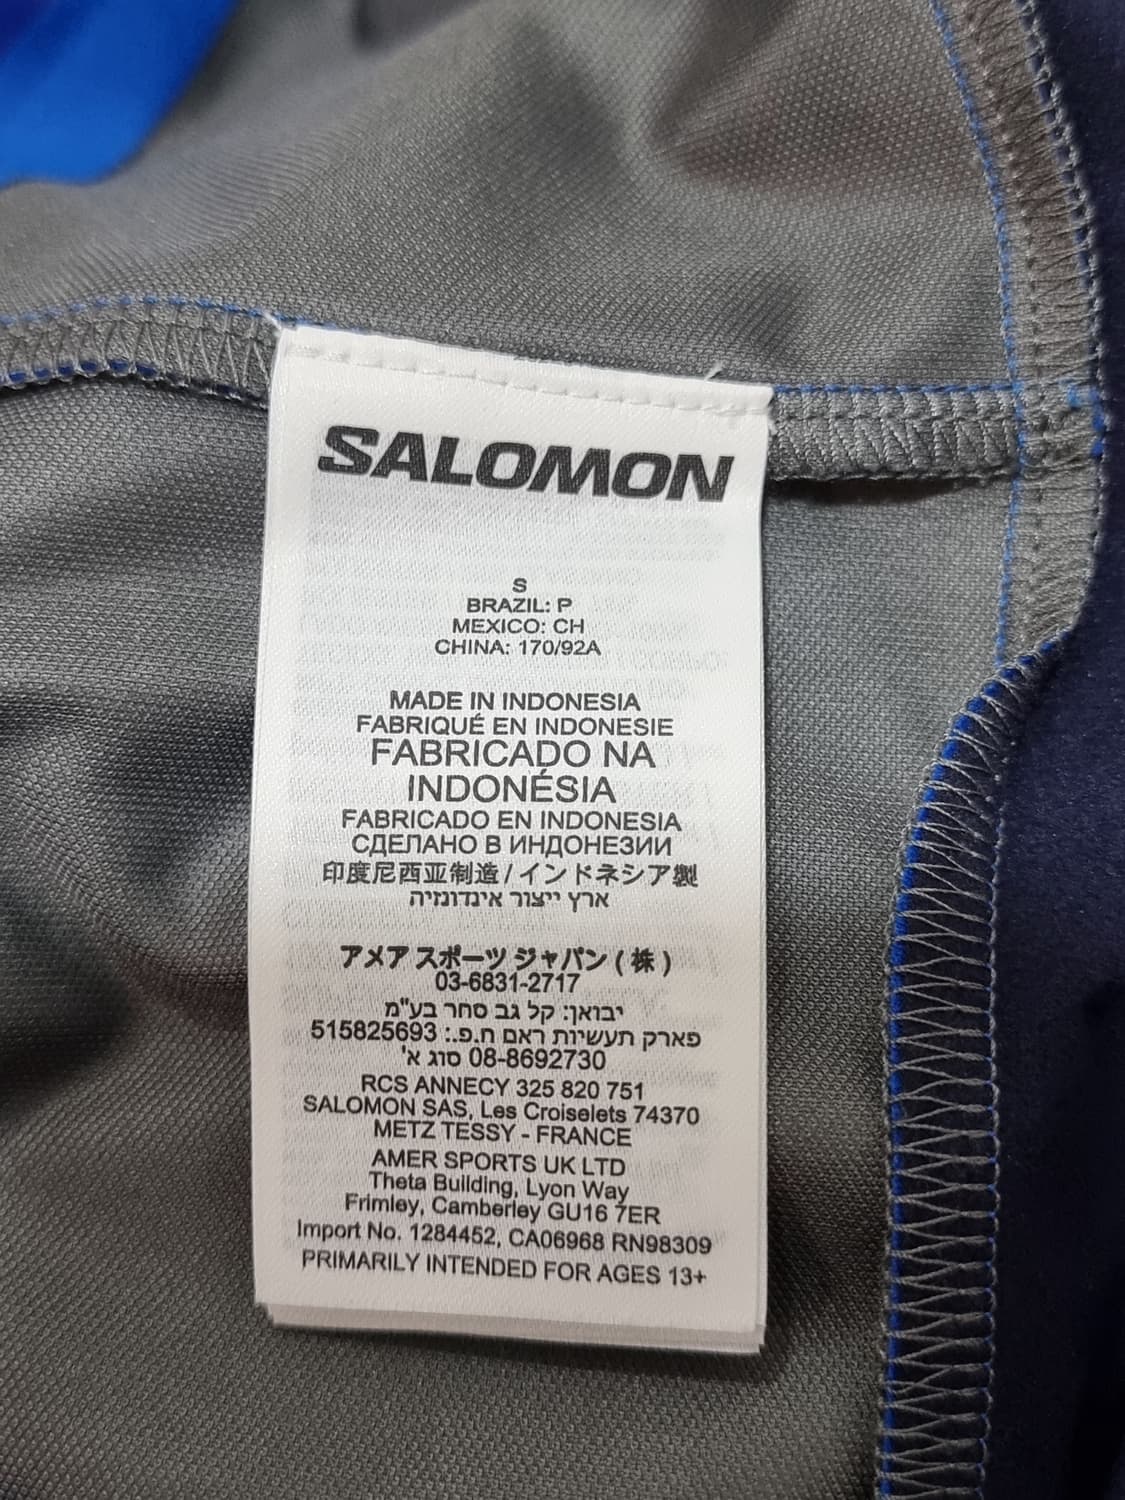 SALOMON
S
BRAZIL: P
MEXICO: CH
CHINA: 170/92A
MADE IN INDONESIA
FABRIQUÉ EN INDONESIE
FABRICADO NA
INDONÉSIA
FABRICADO EN INDONESIA
СДЕЛАНО В ИНДОНЕЗИИ
印度尼西亚制造 / インドネシア製
ארץ ייצור אינדונזיה
アメア スポーツ ジャパン ( 株 )
03-6831-2717
יבואן: קל גב סחר בע"מ
פארק תעשיות ראם ח.פ.: 515825693
08-8692730 סוג א'
RCS ANNECY 325 820 751
SALOMON SAS, Les Croiselets 74370
METZ TESSY - FRANCE
AMER SPORTS UK LTD
Theta Building, Lyon Way
Frimley, Camberley GU16 7ER
Import No. 1284452, CA06968 RN98309
PRIMARILY INTENDED FOR AGES 13+